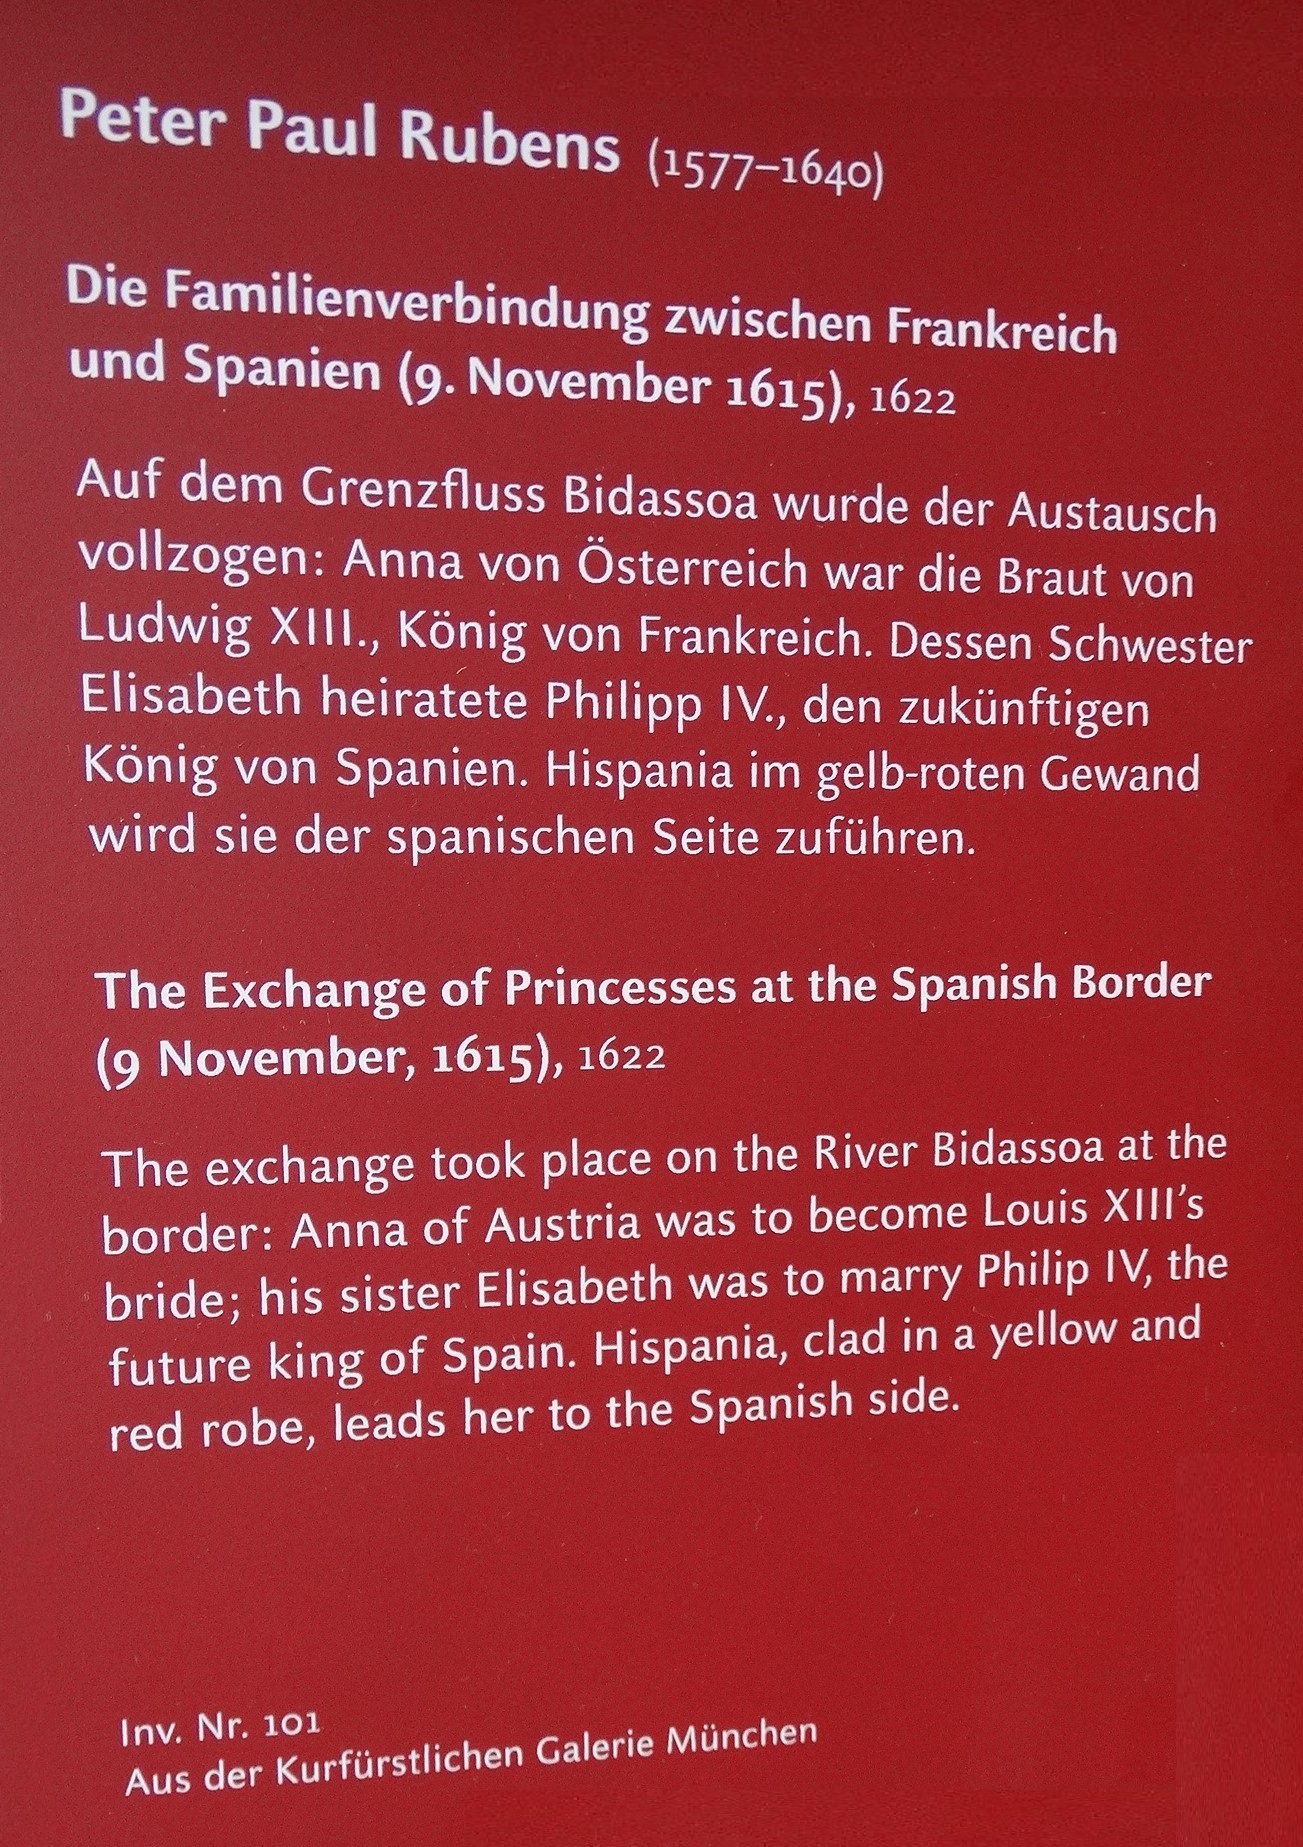 Peter Paul Rubens (1577–1640)
Die Familienverbindung zwischen Frankreich
und Spanien (9. November 1615), 1622
Auf dem Grenzfluss Bidassoa wurde der Austausch
vollzogen: Anna von Österreich war die Braut von
Ludwig XIII., König von Frankreich. Dessen Schwester
Elisabeth heiratete Philipp IV., den zukünftigen
König von Spanien. Hispania im gelb-roten Gewand
wird sie der spanischen Seite zuführen.
The Exchange of Princesses at the Spanish Border
(9 November, 1615), 1622
The exchange took place on the River Bidassoa at the
border: Anna of Austria was to become Louis XIII's
bride; his sister Elisabeth was to marry Philip IV, the
future king of Spain. Hispania, clad in a yellow and
red robe, leads her to the Spanish side.
Inv. Nr. 101
Aus der Kurfürstlichen Galerie München